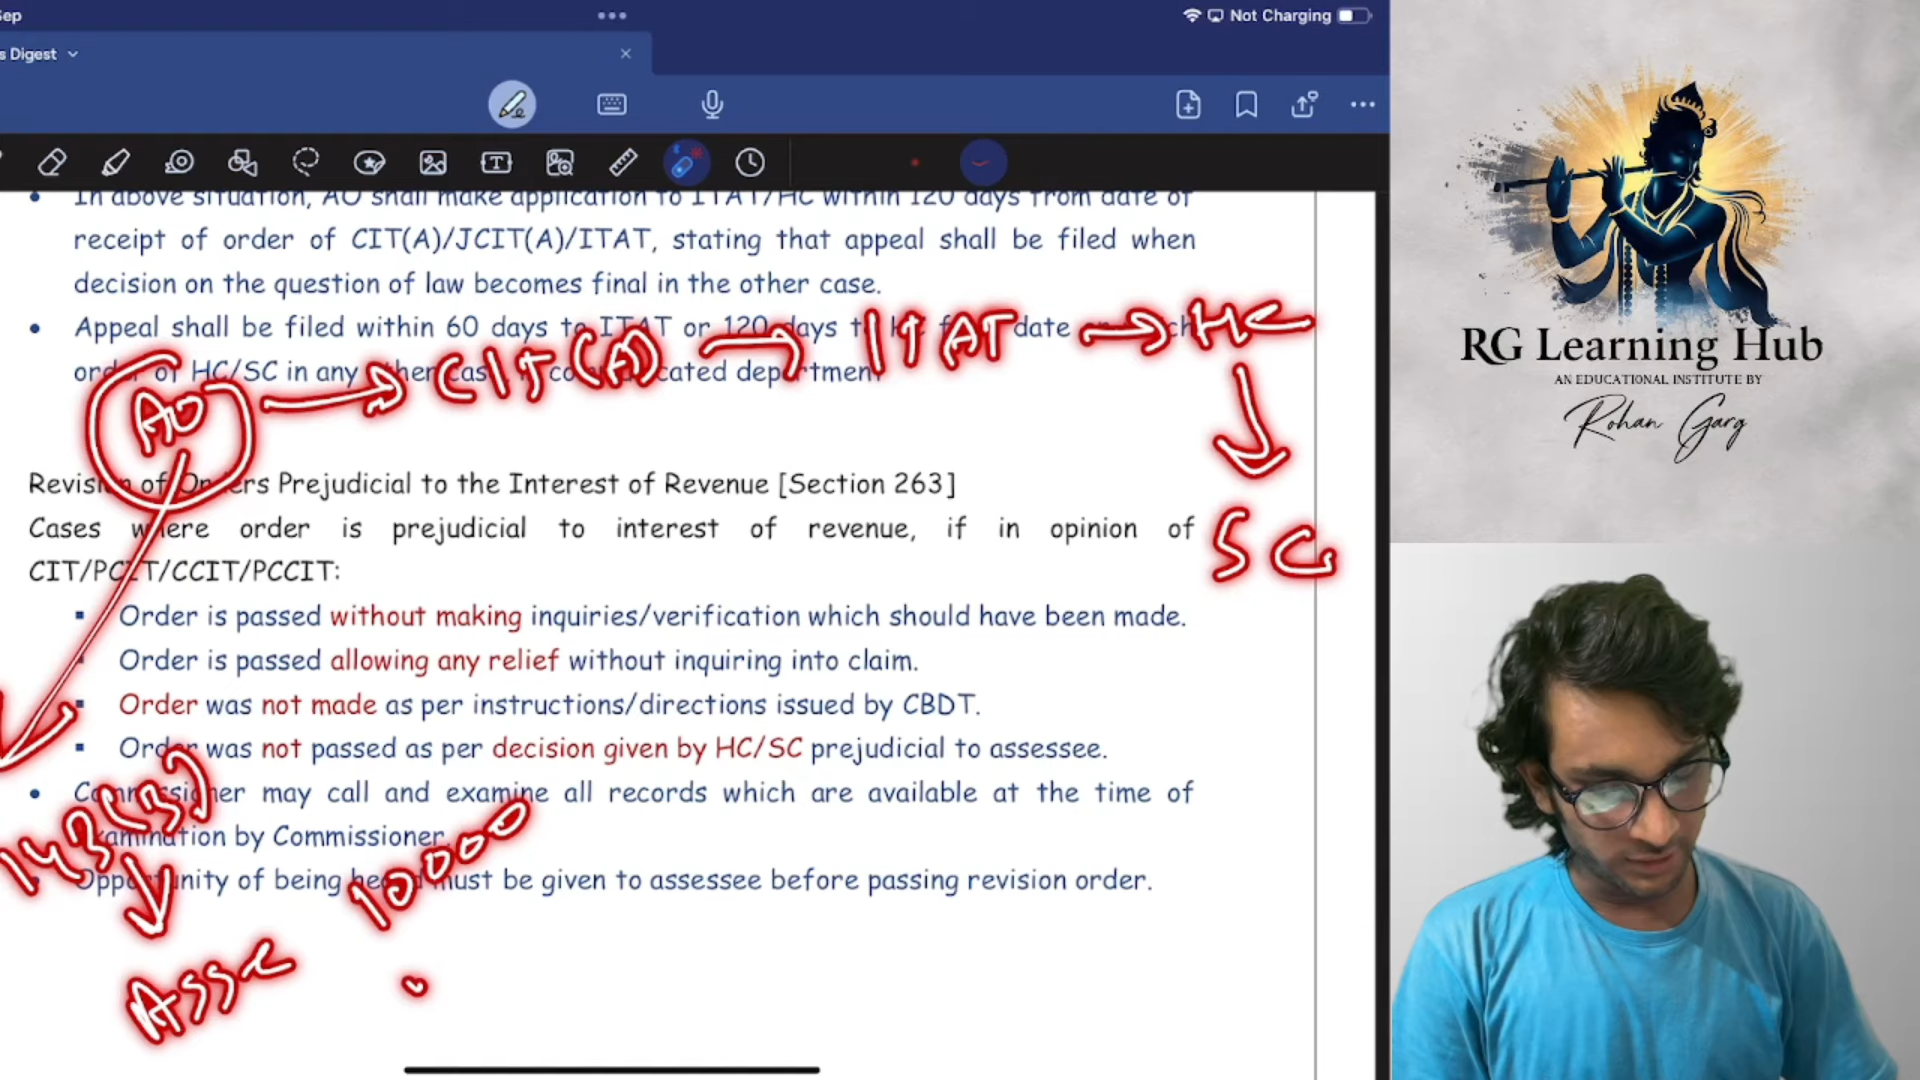 Sep
Not Charging
s Digest
In above situation, AO shall make application to ITAT/HC within 120 days from date of
receipt of order of CIT(A)/JCIT(A)/ITAT, stating that appeal shall be filed when
decision on the question of law becomes final in the other case.
Appeal shall be filed within 60 days to ITAT or 120 days to date
order of HC/SC in any department
AO → CIT(A) → ITAT → HC
SC
Revision of Orders Prejudicial to the Interest of Revenue [Section 263]
Cases where order is prejudicial to interest of revenue, if in opinion of
CIT/PCIT/CCIT/PCCIT:
Order is passed without making inquiries/verification which should have been made.
Order is passed allowing any relief without inquiring into claim.
Order was not made as per instructions/directions issued by CBDT.
Order was not passed as per decision given by HC/SC prejudicial to assessee.
Commissioner may call and examine all records which are available at the time of
examination by Commissioner.
Opportunity of being heard must be given to assessee before passing revision order.
143(3)
10000
Asse
RG Learning Hub
AN EDUCATIONAL INSTITUTE BY
Rohan Garg